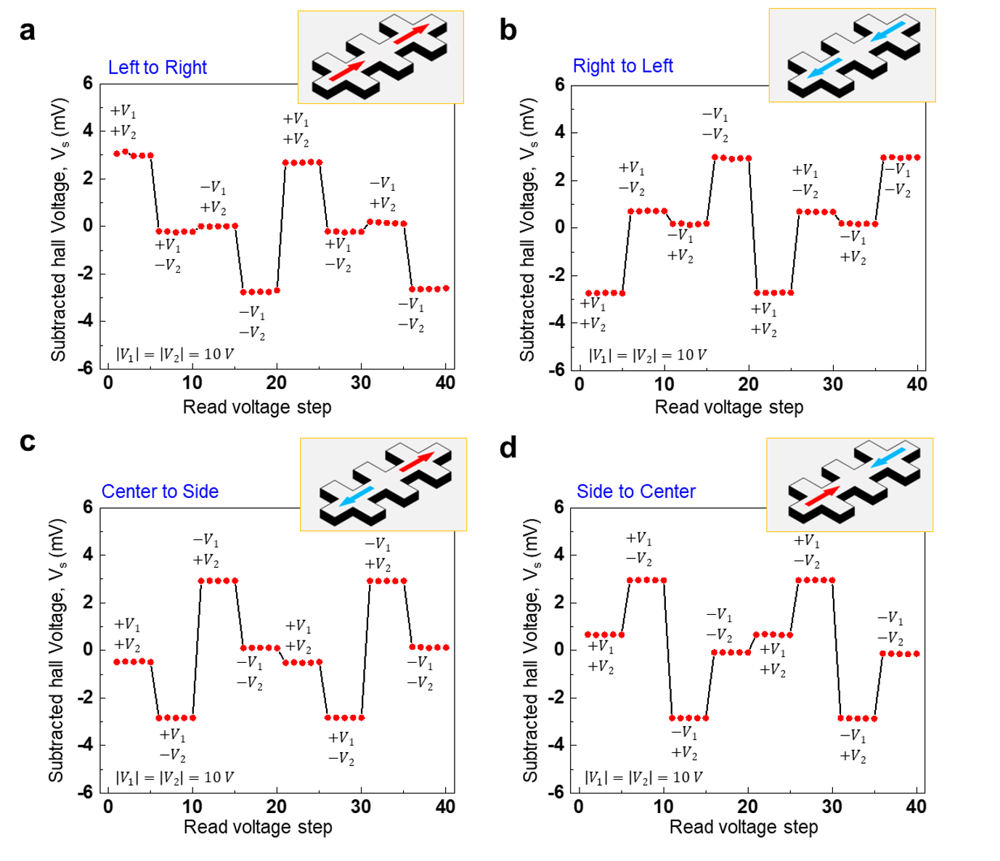 a
Left to Right
Subtracted hall Voltage, Vₛ (mV)
6
4
2
0
-2
-4
-6
+V₁
+V₂
+V₁
−V₂
−V₁
+V₂
−V₁
−V₂
+V₁
+V₂
+V₁
−V₂
−V₁
+V₂
−V₁
−V₂
|V₁| = |V₂| = 10 V
0 10 20 30 40
Read voltage step
b
Right to Left
Subtracted hall Voltage, Vₛ (mV)
6
4
2
0
-2
-4
-6
+V₁
+V₂
+V₁
−V₂
−V₁
+V₂
−V₁
−V₂
+V₁
+V₂
+V₁
−V₂
−V₁
+V₂
−V₁
−V₂
|V₁| = |V₂| = 10 V
0 10 20 30 40
Read voltage step
c
Center to Side
Subtracted hall Voltage, Vₛ (mV)
6
4
2
0
-2
-4
-6
+V₁
+V₂
+V₁
−V₂
−V₁
+V₂
−V₁
−V₂
+V₁
+V₂
+V₁
−V₂
−V₁
+V₂
−V₁
−V₂
|V₁| = |V₂| = 10 V
0 10 20 30 40
Read voltage step
d
Side to Center
Subtracted hall Voltage, Vₛ (mV)
6
4
2
0
-2
-4
-6
+V₁
+V₂
+V₁
−V₂
−V₁
+V₂
−V₁
−V₂
+V₁
+V₂
+V₁
−V₂
−V₁
+V₂
−V₁
−V₂
|V₁| = |V₂| = 10 V
0 10 20 30 40
Read voltage step